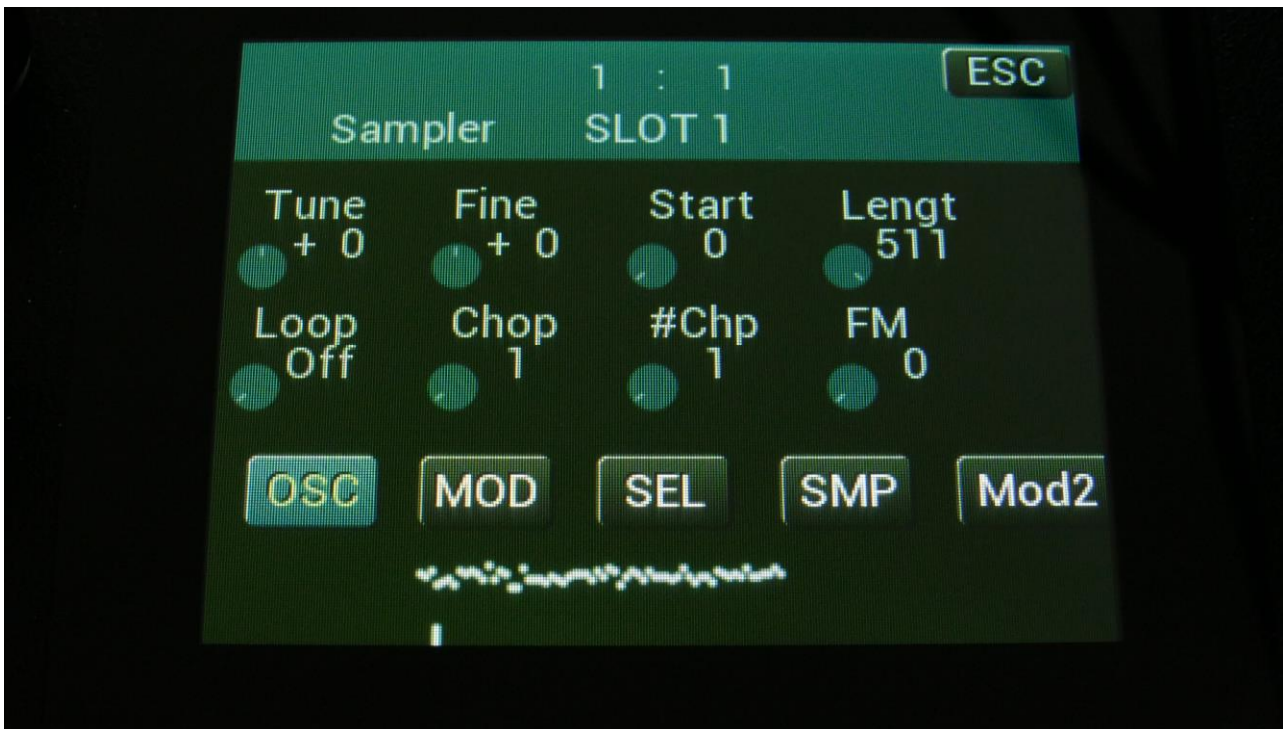 1 : 1 ESC
Sampler SLOT 1
Tune Fine Start Lengt
+ 0 + 0 0 511
Loop Chop #Chp FM
Off 1 1 0
OSC MOD SEL SMP Mod2